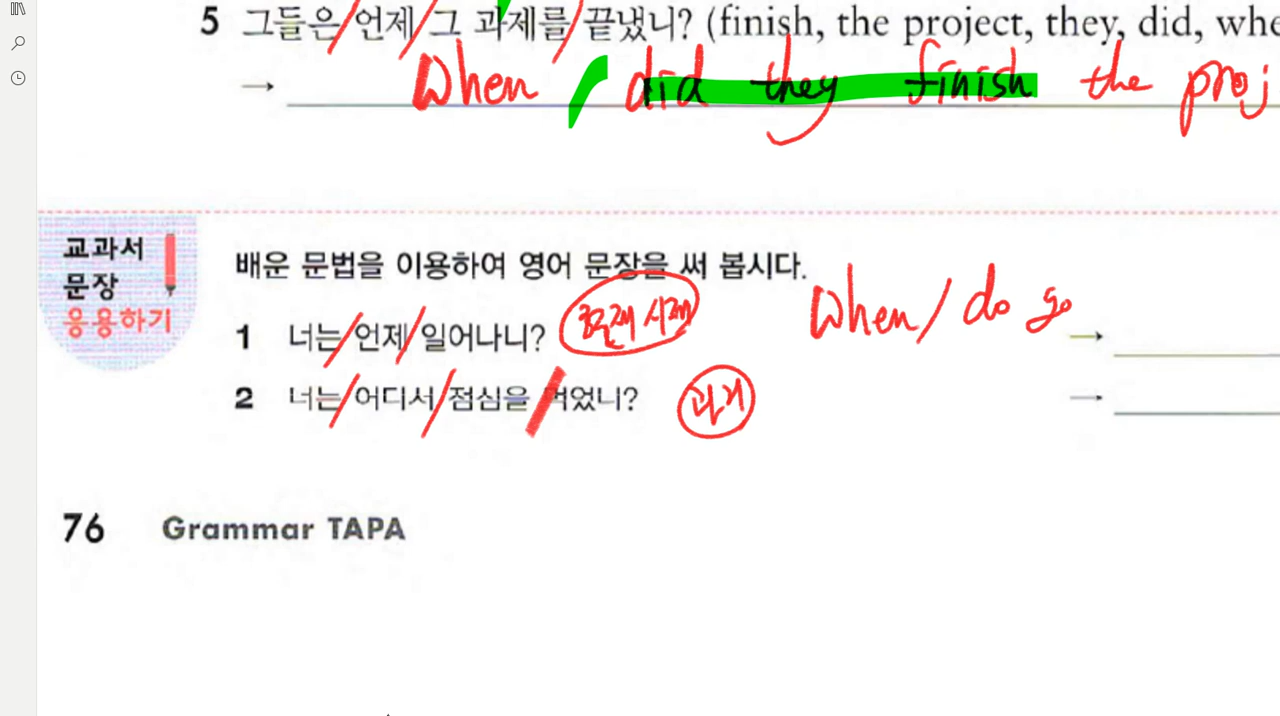 5 그들은/언제/그 과제를/끝냈니? (finish, the project, they, did, whe
→ When / did they finish the proj
교과서
문장
응용하기
배운 문법을 이용하여 영어 문장을 써 봅시다.
1 너는/언제/일어나니? 현재 시제 When/ do go →
2 너는/어디서/점심을/먹었니? 과거 →
76 Grammar TAPA